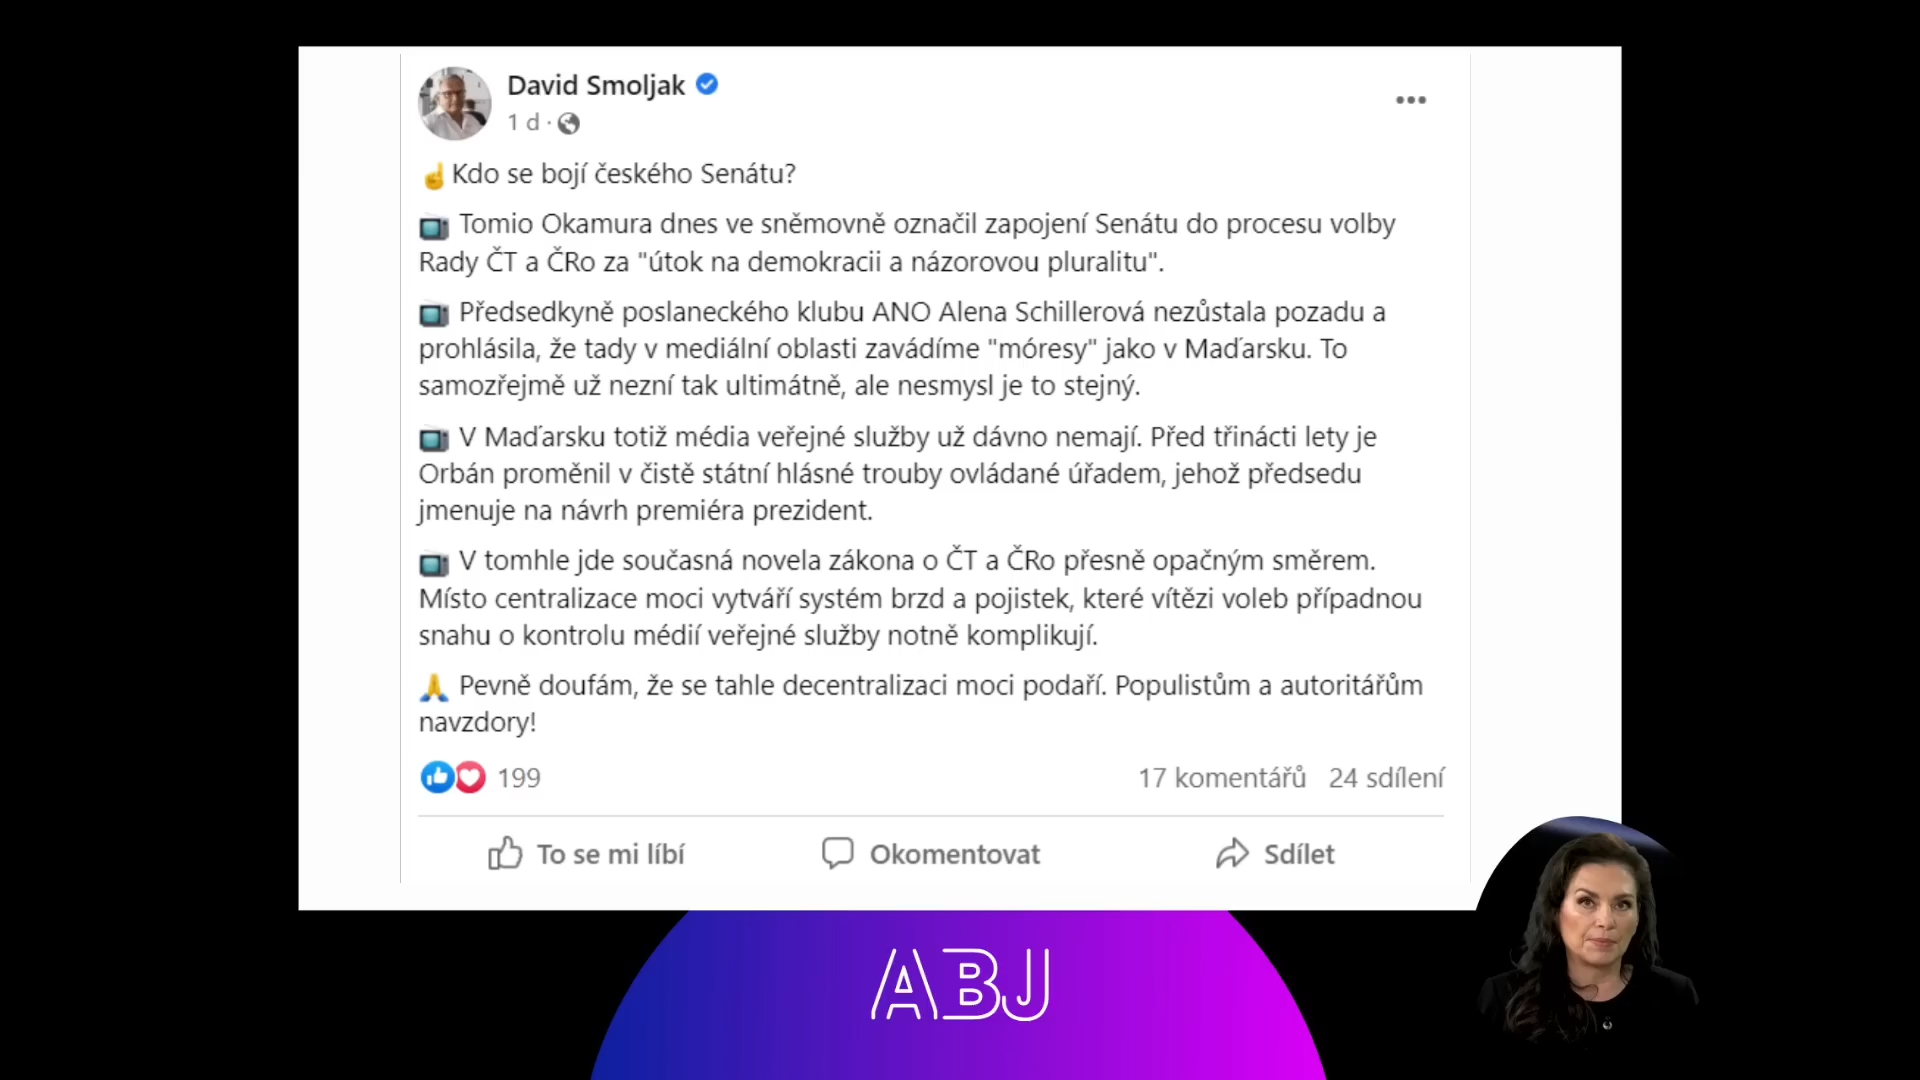 David Smoljak
1 d ·
☝Kdo se bojí českého Senátu?
📺 Tomio Okamura dnes ve sněmovně označil zapojení Senátu do procesu volby
Rady ČT a ČRo za "útok na demokracii a názorovou pluralitu".
📺 Předsedkyně poslaneckého klubu ANO Alena Schillerová nezůstala pozadu a
prohlásila, že tady v mediální oblasti zavádíme "móresy" jako v Maďarsku. To
samozřejmě už nezní tak ultimátně, ale nesmysl je to stejný.
📺 V Maďarsku totiž média veřejné služby už dávno nemají. Před třinácti lety je
Orbán proměnil v čistě státní hlásné trouby ovládané úřadem, jehož předsedu
jmenuje na návrh premiéra prezident.
📺 V tomhle jde současná novela zákona o ČT a ČRo přesně opačným směrem.
Místo centralizace moci vytváří systém brzd a pojistek, které vítězi voleb případnou
snahu o kontrolu médií veřejné služby notně komplikují.
🙏 Pevně doufám, že se tahle decentralizaci moci podaří. Populistům a autoritářům
navzdory!
199
17 komentářů 24 sdílení
To se mi líbí
Okomentovat
Sdílet
ABJ